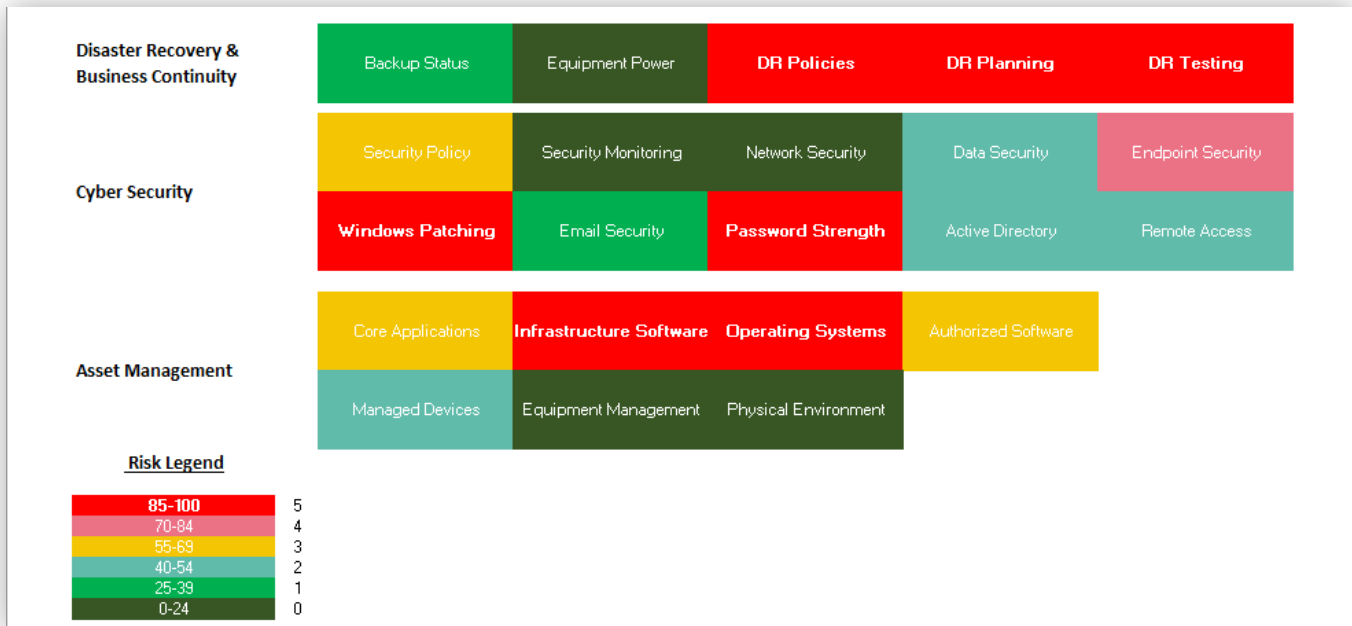 Disaster Recovery &
Business Continuity
Backup Status
Equipment Power
DR Policies
DR Planning
DR Testing
Cyber Security
Security Policy
Security Monitoring
Network Security
Data Security
Endpoint Security
Windows Patching
Email Security
Password Strength
Active Directory
Remote Access
Asset Management
Core Applications
Infrastructure Software
Operating Systems
Authorized Software
Managed Devices
Equipment Management
Physical Environment
Risk Legend
85-100 5
70-84 4
55-69 3
40-54 2
25-39 1
0-24 0